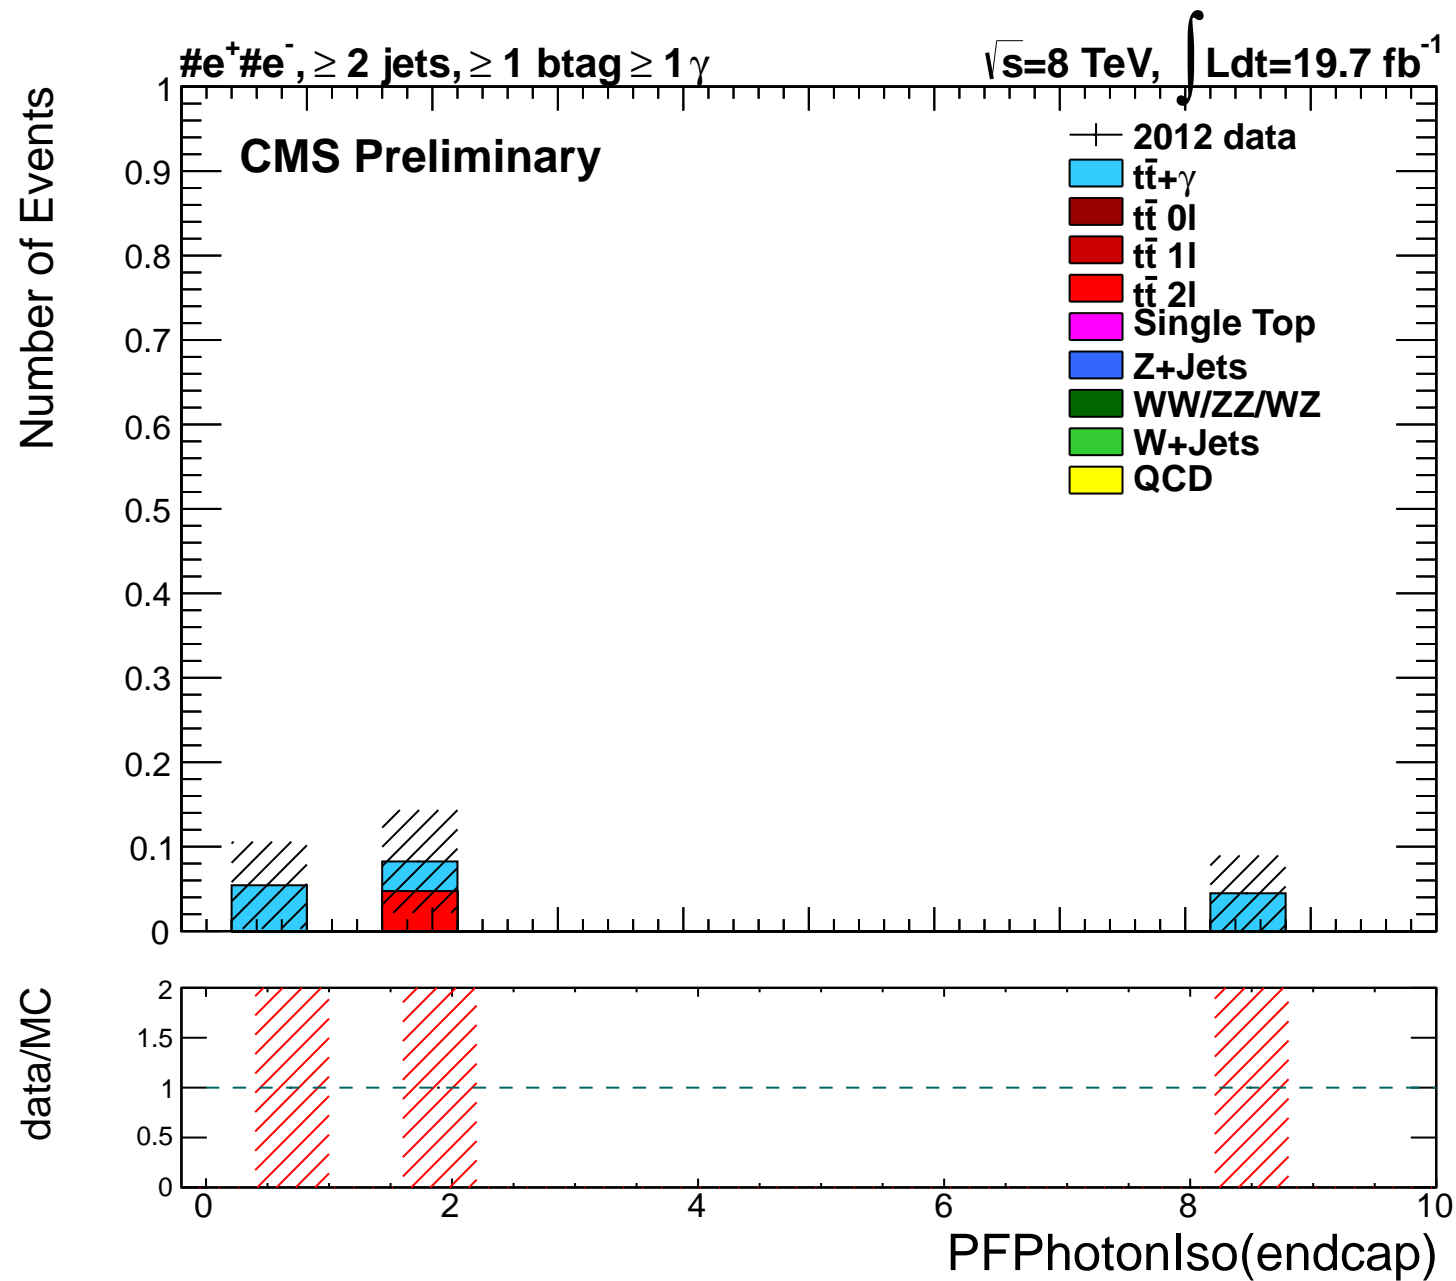 #e⁺#e⁻, ≥ 2 jets, ≥ 1 btag ≥ 1 γ
√s=8 TeV, ∫ Ldt=19.7 fb⁻¹
CMS Preliminary
2012 data
tt̄+γ
tt̄ 0l
tt̄ 1l
tt̄ 2l
Single Top
Z+Jets
WW/ZZ/WZ
W+Jets
QCD
Number of Events
1
0.9
0.8
0.7
0.6
0.5
0.4
0.3
0.2
0.1
0
data/MC
2
1.5
1
0.5
0
0 2 4 6 8 10
PFPhotonIso(endcap)